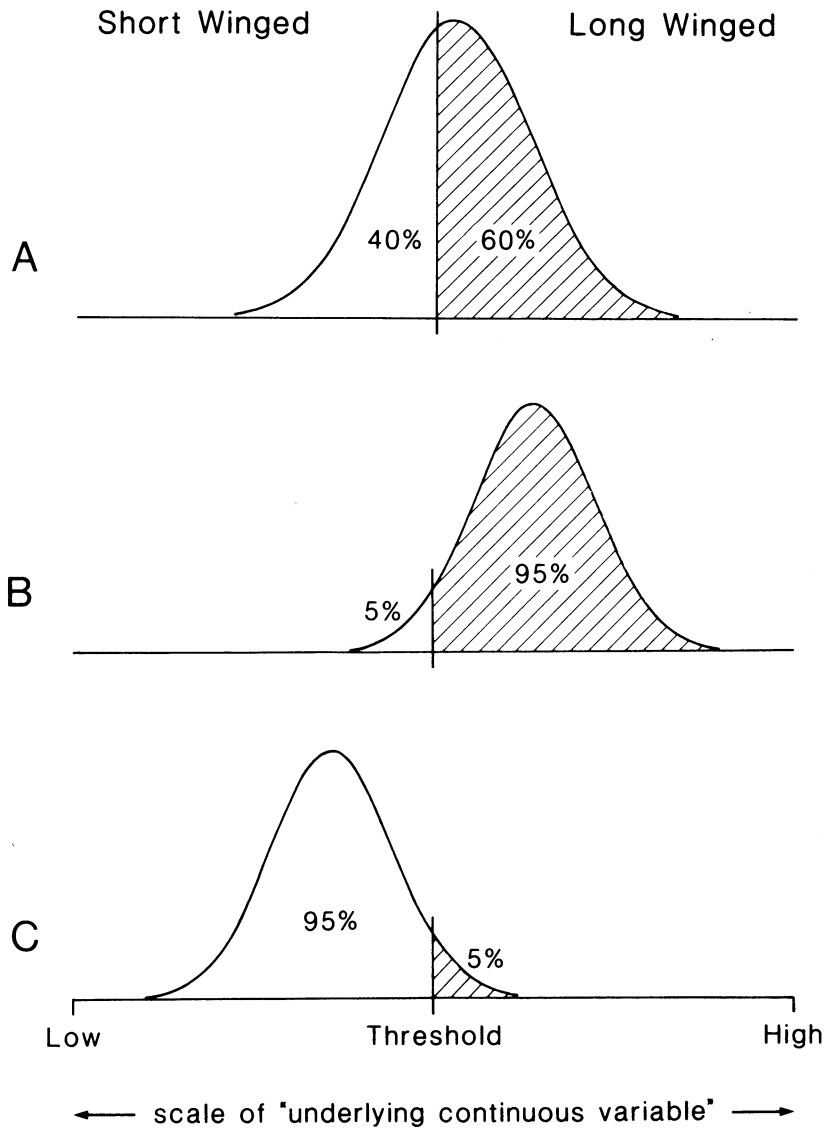 Short Winged Long Winged
A
40% 60%
B
5% 95%
C
95% 5%
Low Threshold High
scale of "underlying continuous variable"